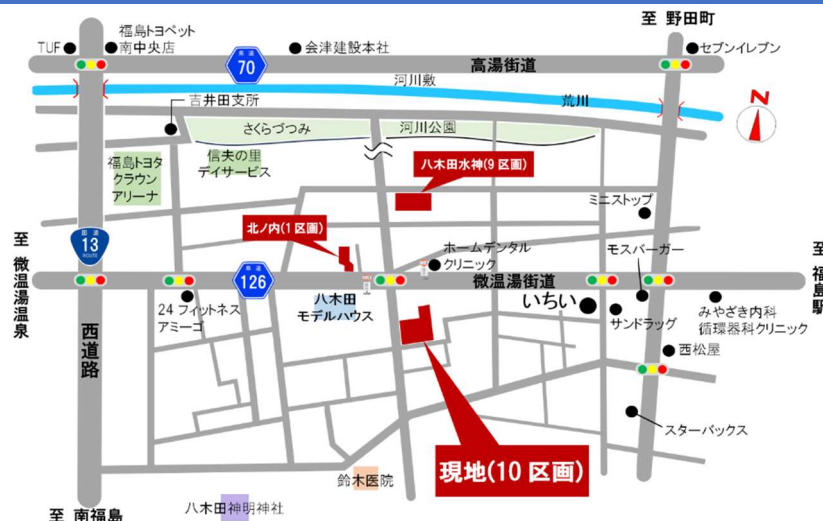 至 野田町
福島トヨペット
南中央店
TUF
会津建設本社
セブンイレブン
県道
70
高湯街道
河川敷
荒川
吉井田支所
さくらづつみ
河川公園
N
福島トヨタ
クラウン
アリーナ
信夫の里
デイサービス
八木田水神(9区画)
ミニストップ
北ノ内(1区画)
国道
13
ROUTE
至 微温湯温泉
ホームデンタル
クリニック
モスバーガー
至 福島駅
県道
126
微温湯街道
24フィットネス
アミーゴ
八木田
モデルハウス
いちい
サンドラッグ
みやざき内科
循環器科クリニック
西道路
西松屋
スターバックス
現地(10区画)
鈴木医院
八木田神明神社
至 南福島